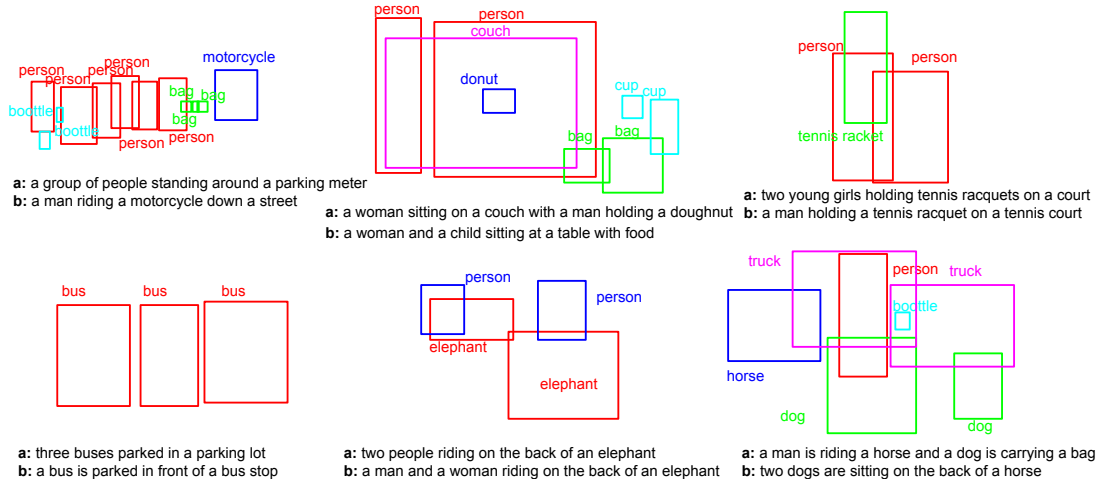 motorcycle
person
person
person
person
boottle
boottle
bag
bag
bag
person
person
a: a group of people standing around a parking meter
b: a man riding a motorcycle down a street
person
person
couch
donut
cup
cup
bag
bag
a: a woman sitting on a couch with a man holding a doughnut
b: a woman and a child sitting at a table with food
person
person
tennis racket
a: two young girls holding tennis racquets on a court
b: a man holding a tennis racquet on a tennis court
bus
bus
bus
a: three buses parked in a parking lot
b: a bus is parked in front of a bus stop
person
person
elephant
elephant
a: two people riding on the back of an elephant
b: a man and a woman riding on the back of an elephant
truck
person
truck
boottle
horse
dog
dog
a: a man is riding a horse and a dog is carrying a bag
b: two dogs are sitting on the back of a horse